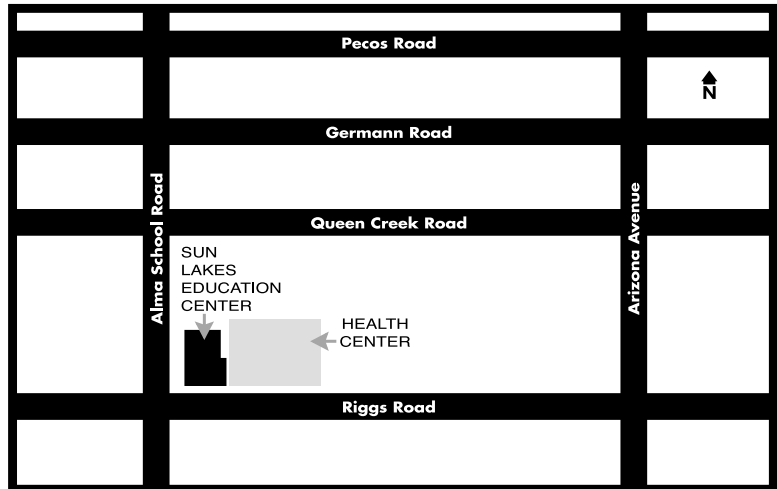 Pecos Road
N
Germann Road
Alma School Road
Arizona Avenue
Queen Creek Road
SUN
LAKES
EDUCATION
CENTER
HEALTH
CENTER
Riggs Road